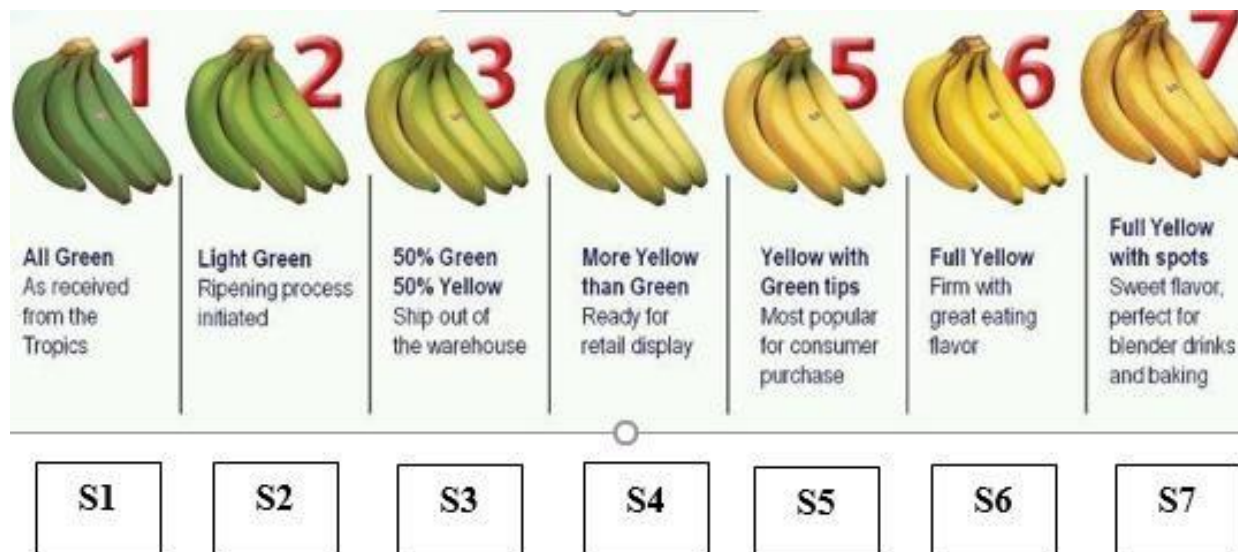 1
2
3
4
5
6
7
All Green
As received
from the
Tropics
Light Green
Ripening process
initiated
50% Green
50% Yellow
Ship out of
the warehouse
More Yellow
than Green
Ready for
retail display
Yellow with
Green tips
Most popular
for consumer
purchase
Full Yellow
Firm with
great eating
flavor
Full Yellow
with spots
Sweet flavor,
perfect for
blender drinks
and baking
S1
S2
S3
S4
S5
S6
S7